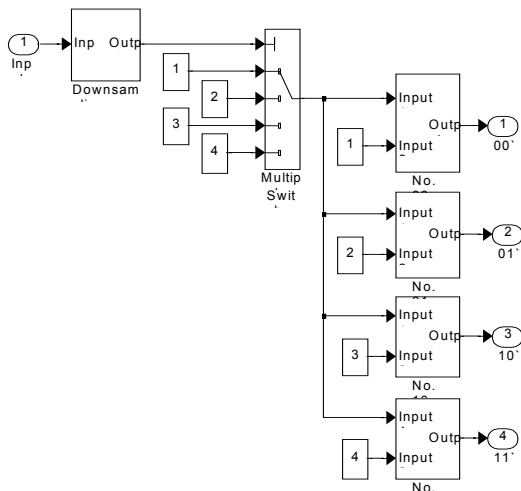 1
Inp
Inp Outp
Downsam
1
2
3
4
Multip
Swit
Input
Outp
1
Input
No.
1
00`
Input
Outp
2
Input
No.
2
01`
Input
Outp
3
Input
No.
3
10`
Input
Outp
4
Input
No.
4
11`